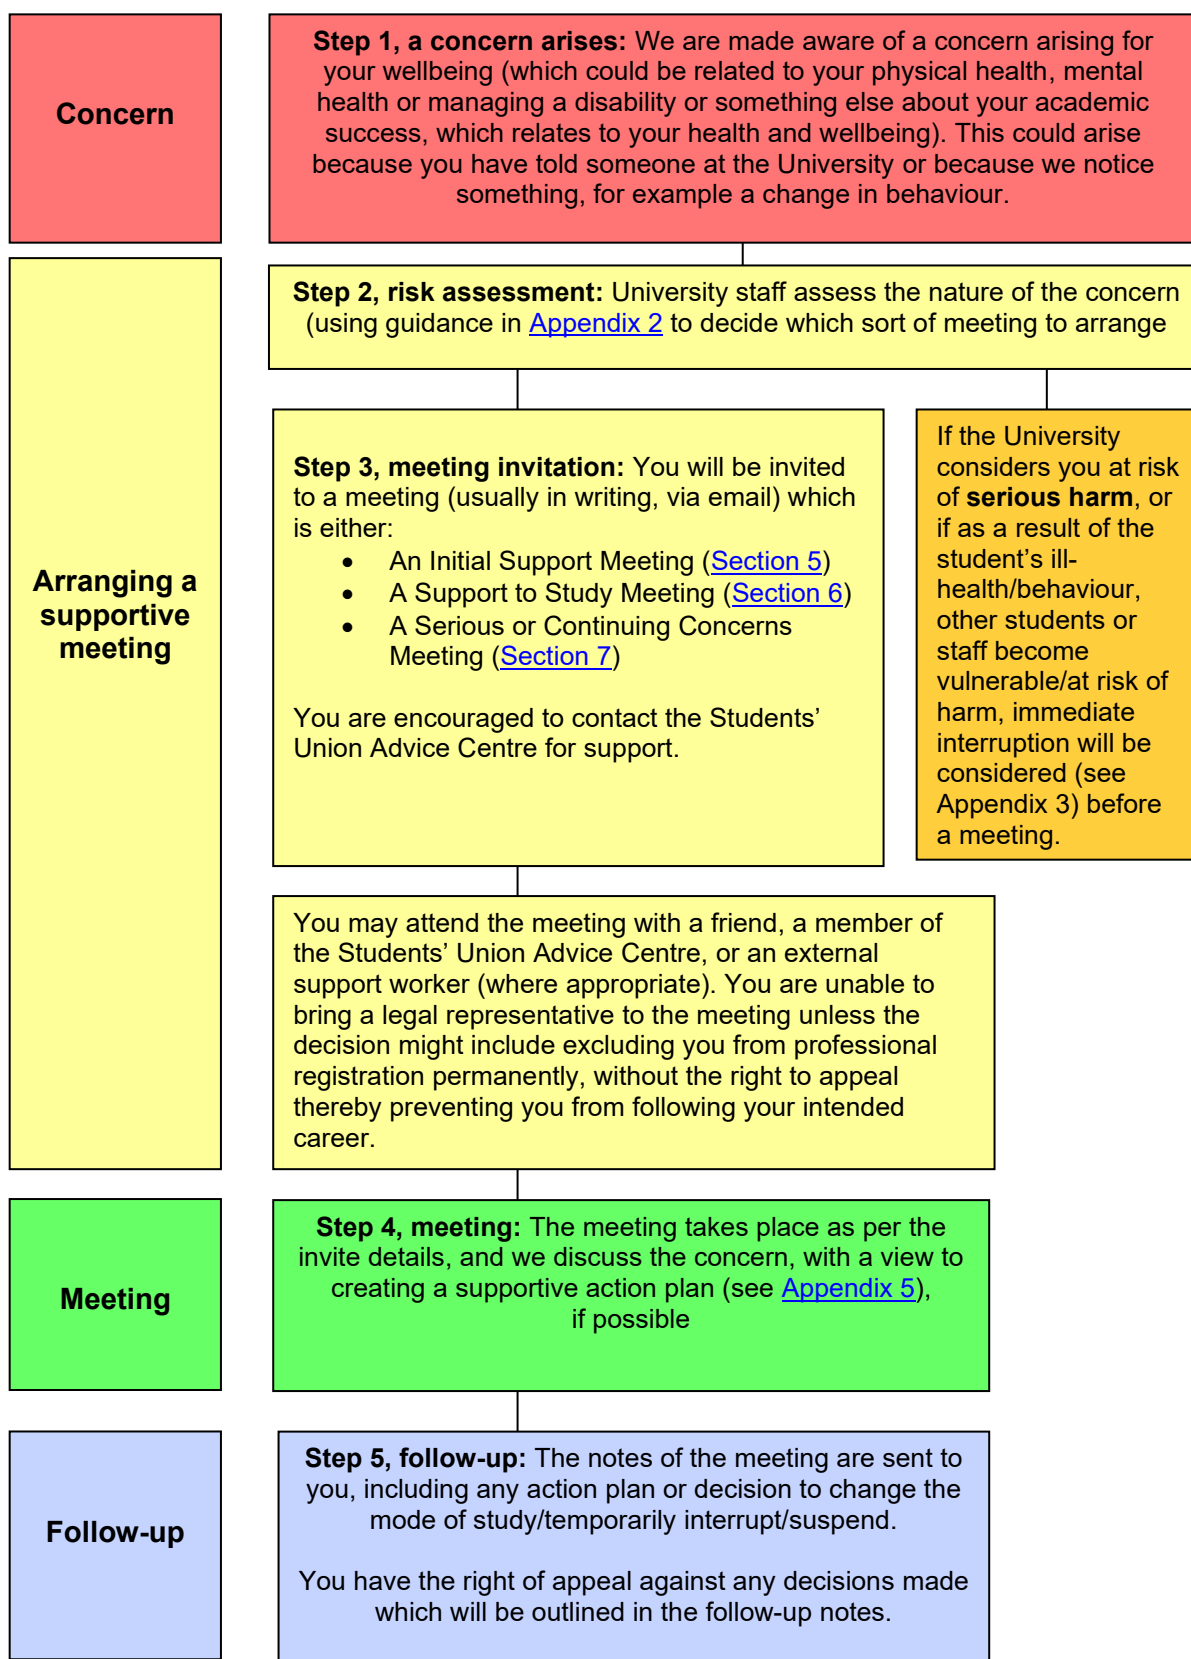 Concern
Step 1, a concern arises: We are made aware of a concern arising for
your wellbeing (which could be related to your physical health, mental
health or managing a disability or something else about your academic
success, which relates to your health and wellbeing). This could arise
because you have told someone at the University or because we notice
something, for example a change in behaviour.
Arranging a
supportive
meeting
Step 2, risk assessment: University staff assess the nature of the concern
(using guidance in Appendix 2 to decide which sort of meeting to arrange
Step 3, meeting invitation: You will be invited
to a meeting (usually in writing, via email) which
is either:
• An Initial Support Meeting (Section 5)
• A Support to Study Meeting (Section 6)
• A Serious or Continuing Concerns
Meeting (Section 7)
You are encouraged to contact the Students’
Union Advice Centre for support.
If the University
considers you at risk
of serious harm, or
if as a result of the
student’s ill-
health/behaviour,
other students or
staff become
vulnerable/at risk of
harm, immediate
interruption will be
considered (see
Appendix 3) before
a meeting.
You may attend the meeting with a friend, a member of
the Students’ Union Advice Centre, or an external
support worker (where appropriate). You are unable to
bring a legal representative to the meeting unless the
decision might include excluding you from professional
registration permanently, without the right to appeal
thereby preventing you from following your intended
career.
Meeting
Step 4, meeting: The meeting takes place as per the
invite details, and we discuss the concern, with a view to
creating a supportive action plan (see Appendix 5),
if possible
Follow-up
Step 5, follow-up: The notes of the meeting are sent to
you, including any action plan or decision to change the
mode of study/temporarily interrupt/suspend.
You have the right of appeal against any decisions made
which will be outlined in the follow-up notes.